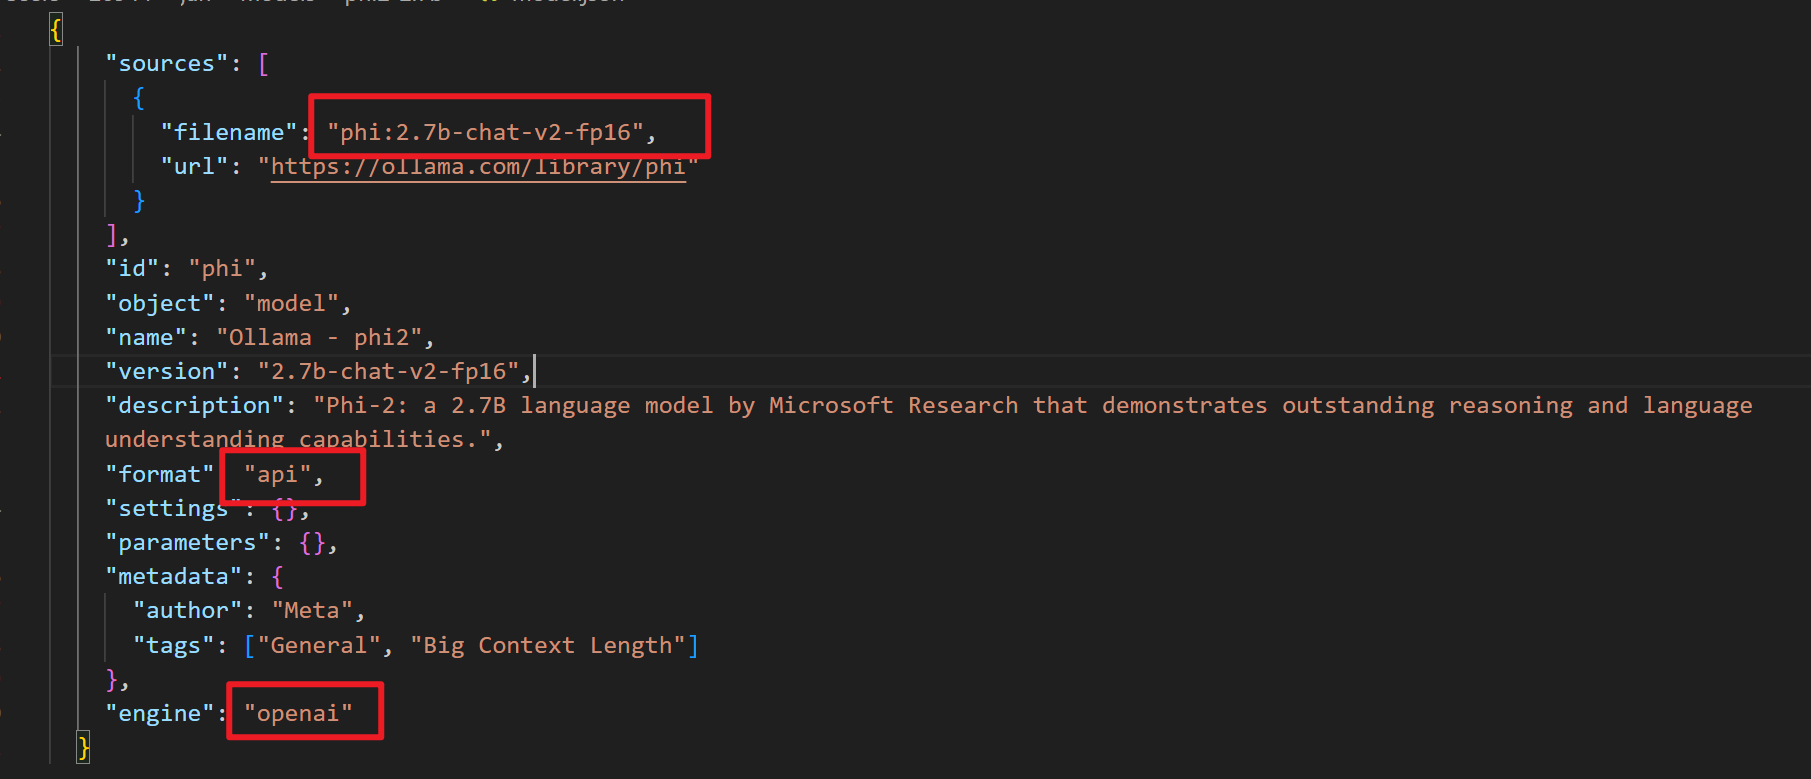 {
"sources": [
{
"filename": "phi:2.7b-chat-v2-fp16",
"url": "https://ollama.com/library/phi"
}
],
"id": "phi",
"object": "model",
"name": "Ollama - phi2",
"version": "2.7b-chat-v2-fp16",
"description": "Phi-2: a 2.7B language model by Microsoft Research that demonstrates outstanding reasoning and language
understanding capabilities.",
"format" "api",
"settings": {},
"parameters": {},
"metadata": {
"author": "Meta",
"tags": ["General", "Big Context Length"]
},
"engine": "openai"
}